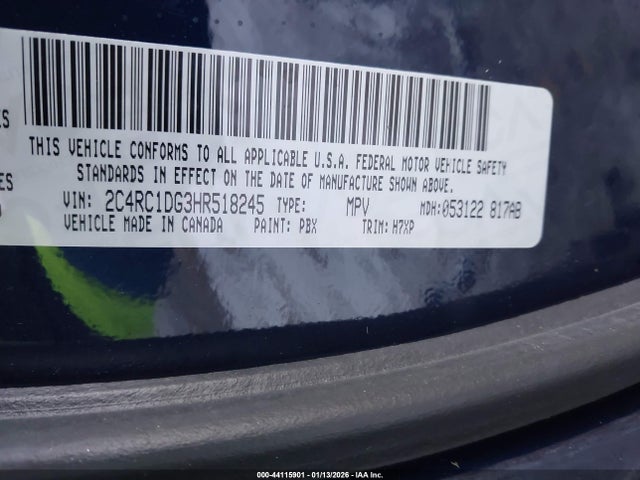 ES
THIS VEHICLE CONFORMS TO ALL APPLICABLE U.S.A. FEDERAL MOTOR VEHICLE SAFETY
STANDARDS IN EFFECT ON THE DATE OF MANUFACTURE SHOWN ABOVE.
ES
VIN: 2C4RC1DG3HR518245 TYPE: MPV MDH:053122 817AB
VEHICLE MADE IN CANADA PAINT: PBX TRIM: H7XP
000-44115901 - 01/13/2026 - IAA Inc.